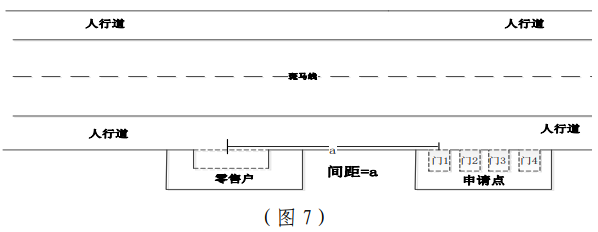 人行道 人行道
斑马线
人行道 人行道
a
门1 门2 门3 门4
间距=a
零售户 申请点
(图 7)